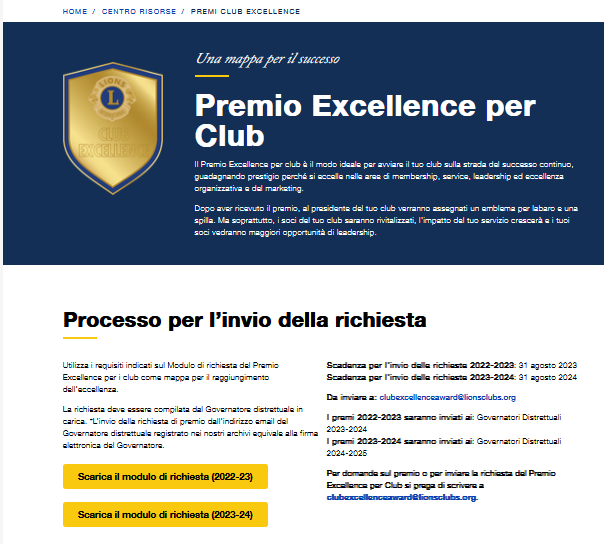 HOME / CENTRO RISORSE / PREMI CLUB EXCELLENCE
Una mappa per il successo
LIONS
L
CLUB
EXCELLENCE
Premio Excellence per
Club
Il Premio Excellence per club è il modo ideale per avviare il tuo club sulla strada del successo continuo,
guadagnando prestigio perché si eccelle nelle aree di membership, service, leadership ed eccellenza
organizzativa e del marketing.
Dopo aver ricevuto il premio, al presidente del tuo club verranno assegnati un emblema per labaro e una
spilla. Ma soprattutto, i soci del tuo club saranno rivitalizzati, l'impatto del tuo servizio crescerà e i tuoi
soci vedranno maggiori opportunità di leadership.
Processo per l'invio della richiesta
Utilizza i requisiti indicati sul Modulo di richiesta del Premio
Excellence per i club come mappa per il raggiungimento
dell'eccellenza.
La richiesta deve essere compilata dal Governatore distrettuale in
carica. *L'invio della richiesta di premio dall'indirizzo email del
Governatore distrettuale registrato nei nostri archivi equivale alla firma
elettronica del Governatore.
Scarica il modulo di richiesta (2022-23)
Scarica il modulo di richiesta (2023-24)
Scadenza per l'invio delle richieste 2022-2023: 31 agosto 2023
Scadenza per l'invio delle richieste 2023-2024: 31 agosto 2024
Da inviare a: clubexcellenceaward@lionsclubs.org
I premi 2022-2023 saranno inviati ai: Governatori Distrettuali
2023-2024
I premi 2023-2024 saranno inviati ai: Governatori Distrettuali
2024-2025
Per domande sul premio o per inviare la richiesta del Premio
Excellence per Club si prega di scrivere a
clubexcellenceaward@lionsclubs.org.